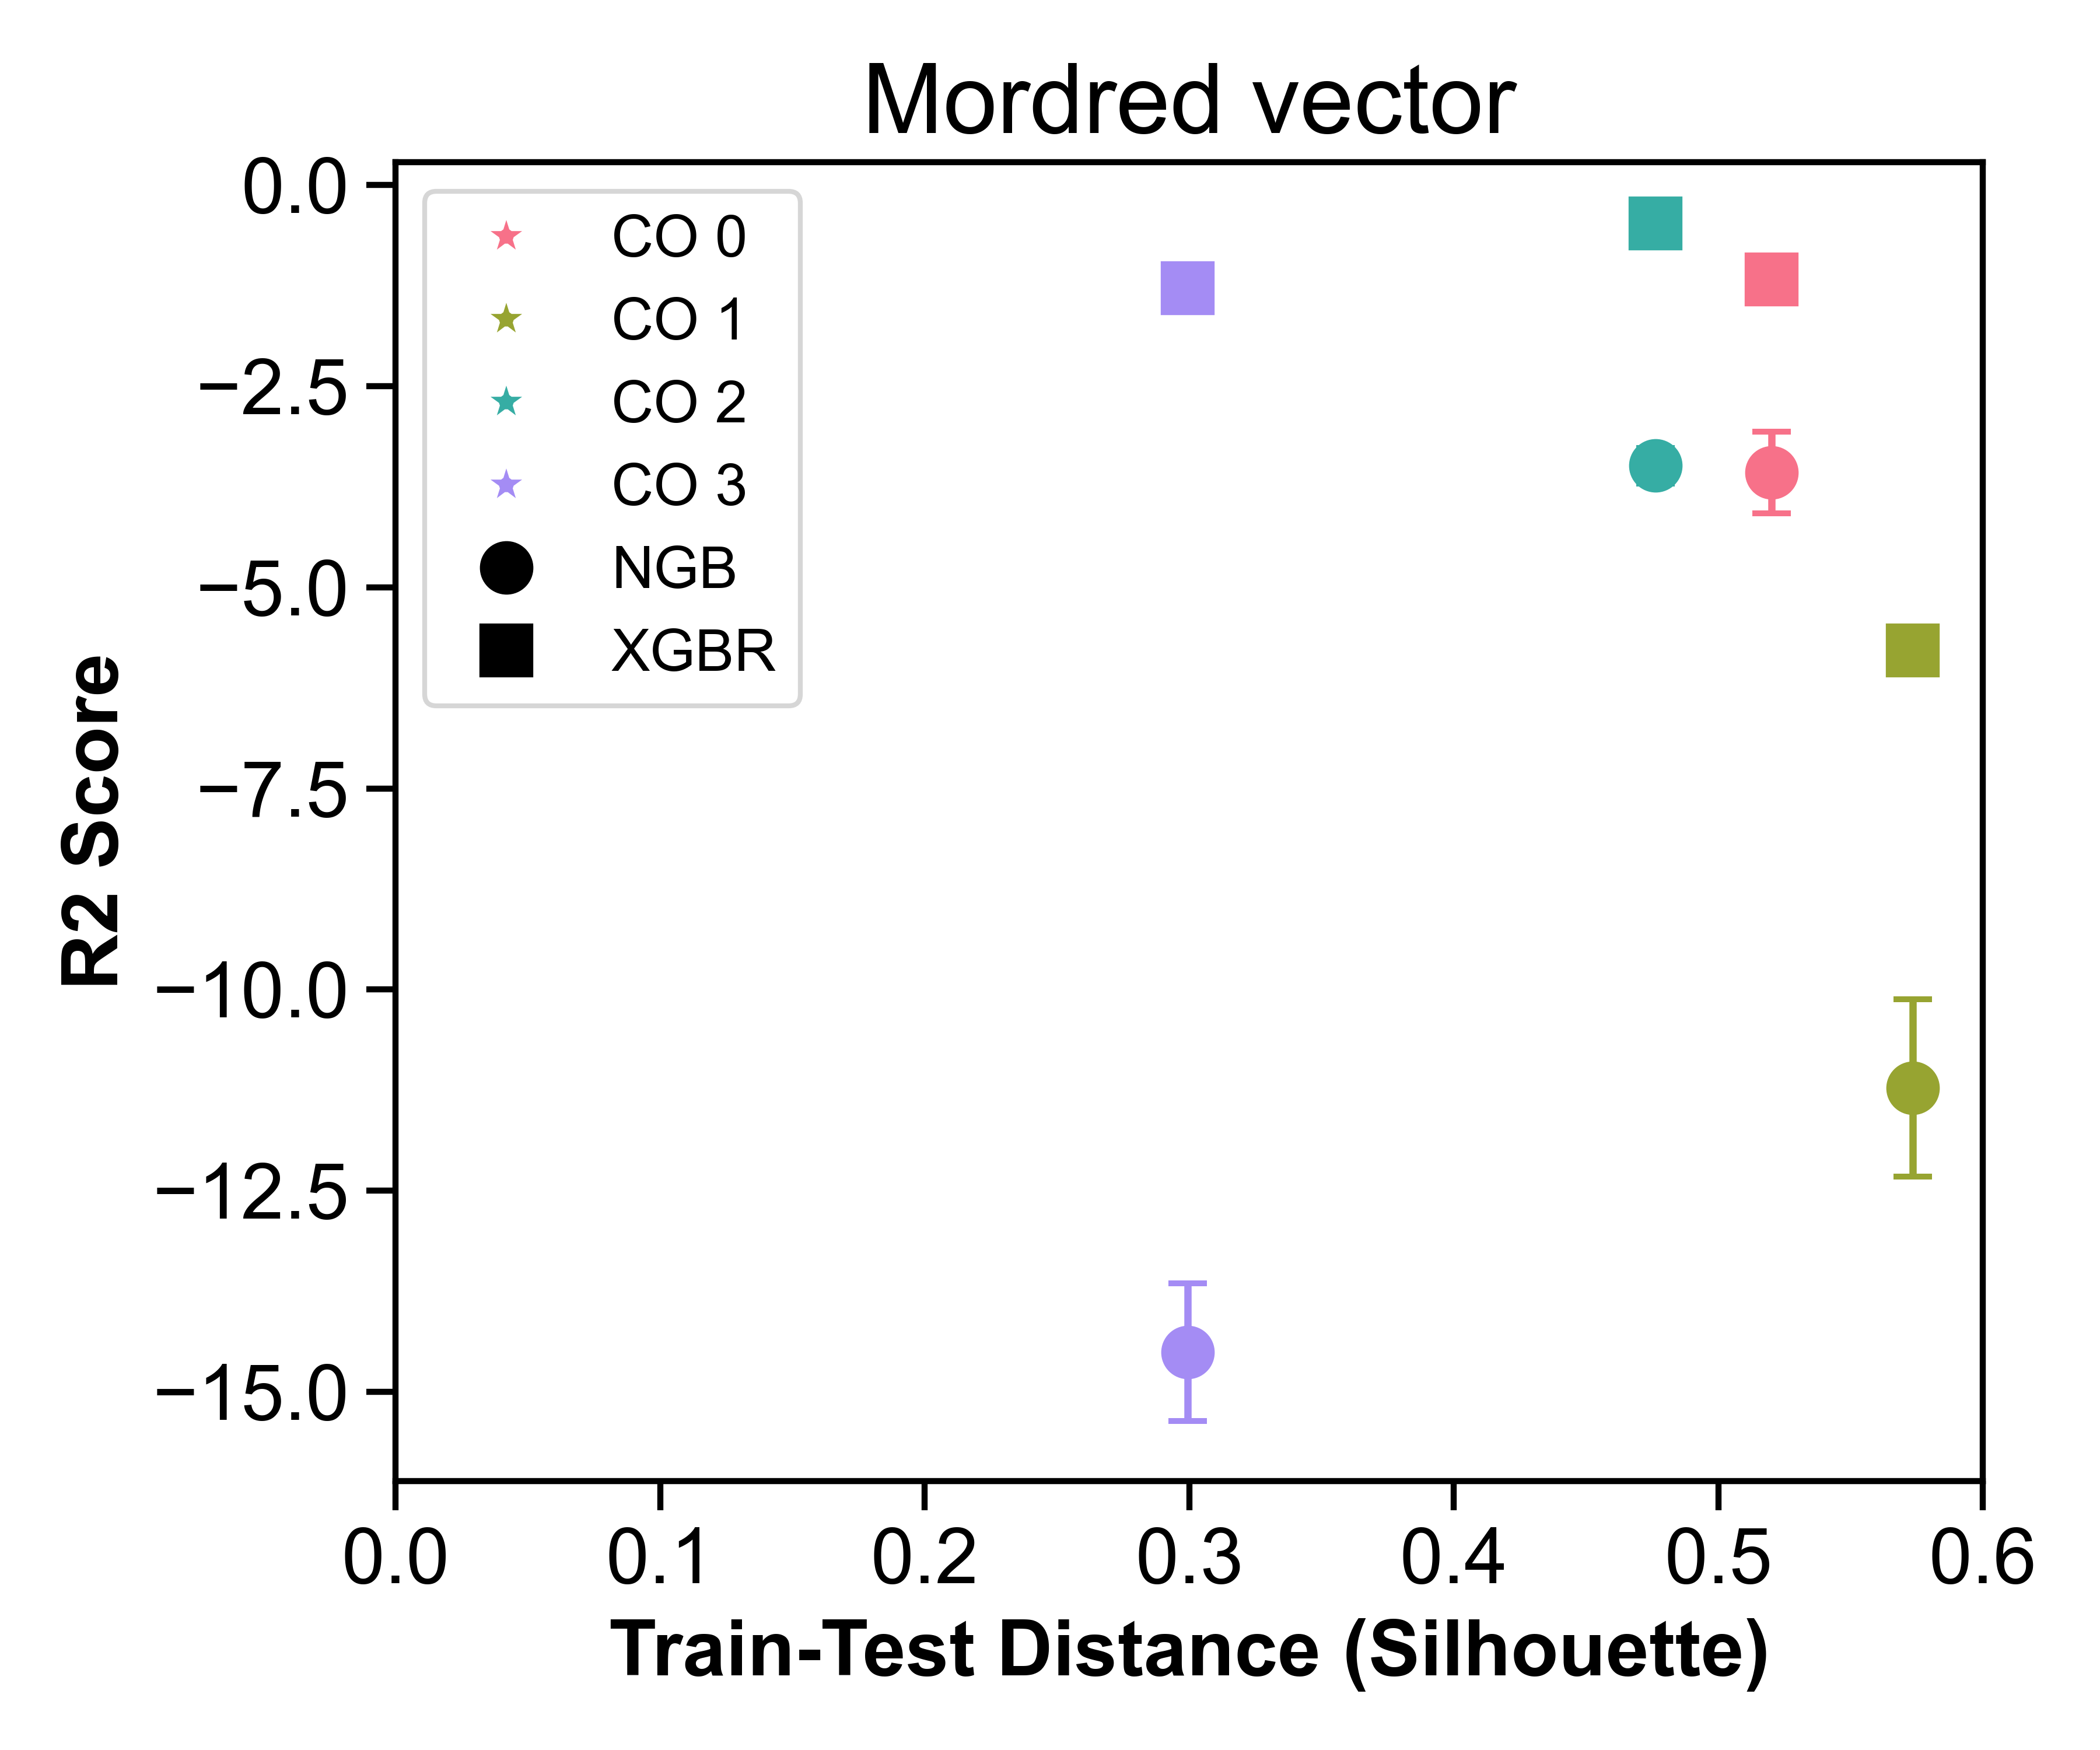 Mordred vector
0.0
−2.5
−5.0
−7.5
−10.0
−12.5
−15.0
R2 Score
CO 0
CO 1
CO 2
CO 3
NGB
XGBR
0.0 0.1 0.2 0.3 0.4 0.5 0.6
Train-Test Distance (Silhouette)